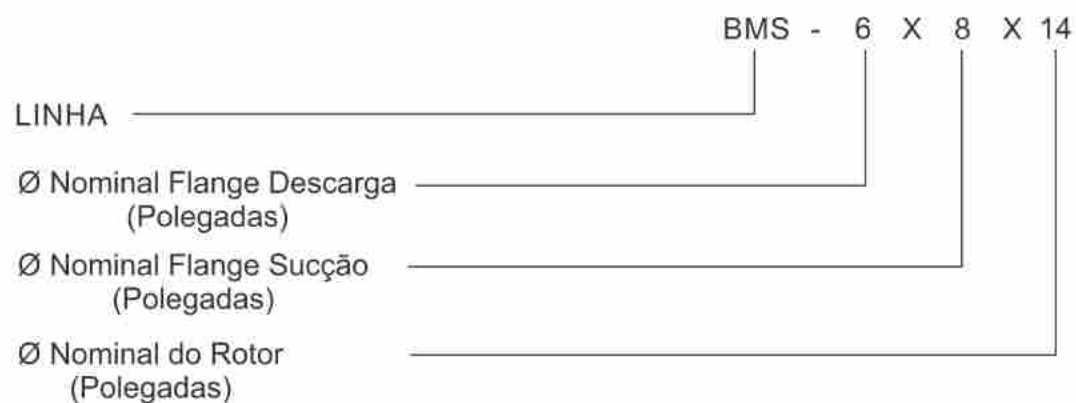 BMS - 6 X 8 X 14
LINHA
Ø Nominal Flange Descarga
(Polegadas)
Ø Nominal Flange Sucção
(Polegadas)
Ø Nominal do Rotor
(Polegadas)